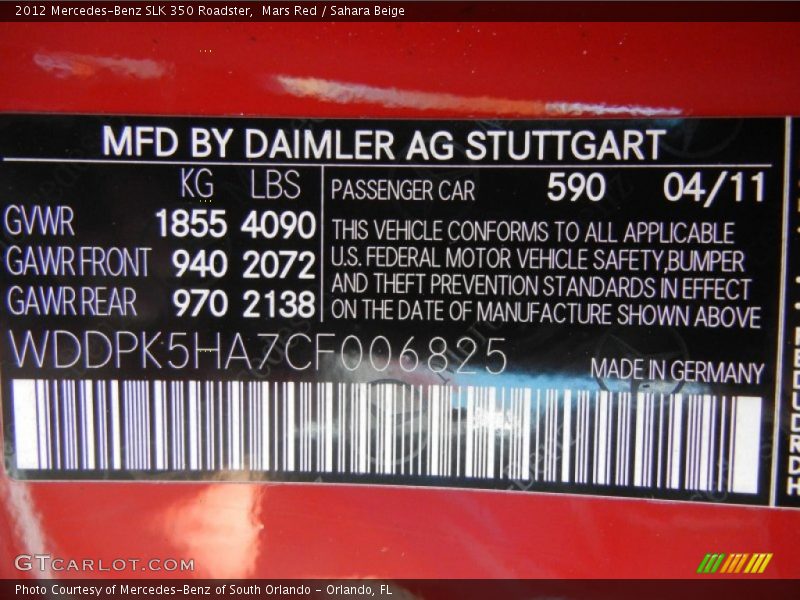 2012 Mercedes-Benz SLK 350 Roadster,  Mars Red / Sahara Beige
MFD BY DAIMLER AG STUTTGART
KG LBS
GVWR 1855 4090
GAWR FRONT 940 2072
GAWR REAR 970 2138
PASSENGER CAR 590 04/11
THIS VEHICLE CONFORMS TO ALL APPLICABLE
U.S. FEDERAL MOTOR VEHICLE SAFETY,BUMPER
AND THEFT PREVENTION STANDARDS IN EFFECT
ON THE DATE OF MANUFACTURE SHOWN ABOVE
WDDPK5HA7CF006825
MADE IN GERMANY
GTCARLOT.COM
Photo Courtesy of Mercedes-Benz of South Orlando - Orlando, FL